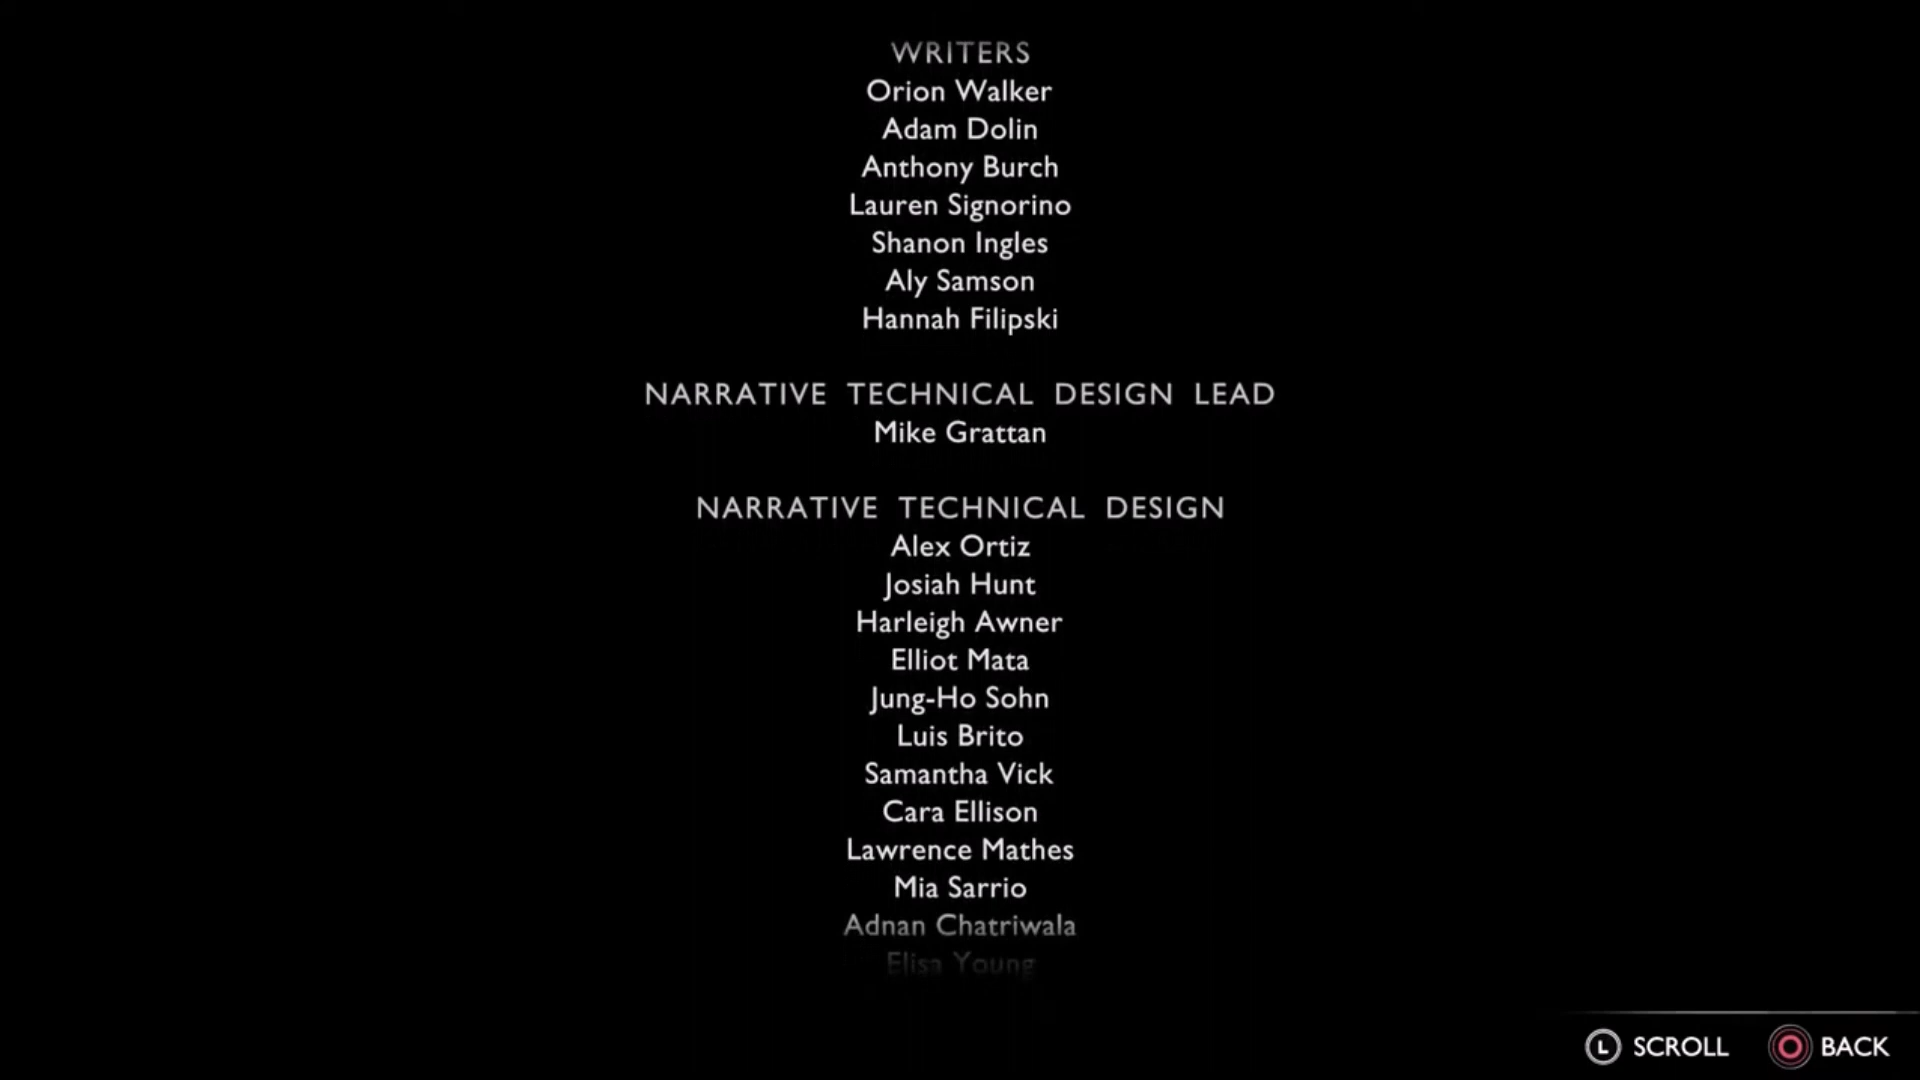 WRITERS
Orion Walker
Adam Dolin
Anthony Burch
Lauren Signorino
Shanon Ingles
Aly Samson
Hannah Filipski
NARRATIVE TECHNICAL DESIGN LEAD
Mike Grattan
NARRATIVE TECHNICAL DESIGN
Alex Ortiz
Josiah Hunt
Harleigh Awner
Elliot Mata
Jung-Ho Sohn
Luis Brito
Samantha Vick
Cara Ellison
Lawrence Mathes
Mia Sarrio
Adnan Chatriwala
Elisa Young
L SCROLL BACK